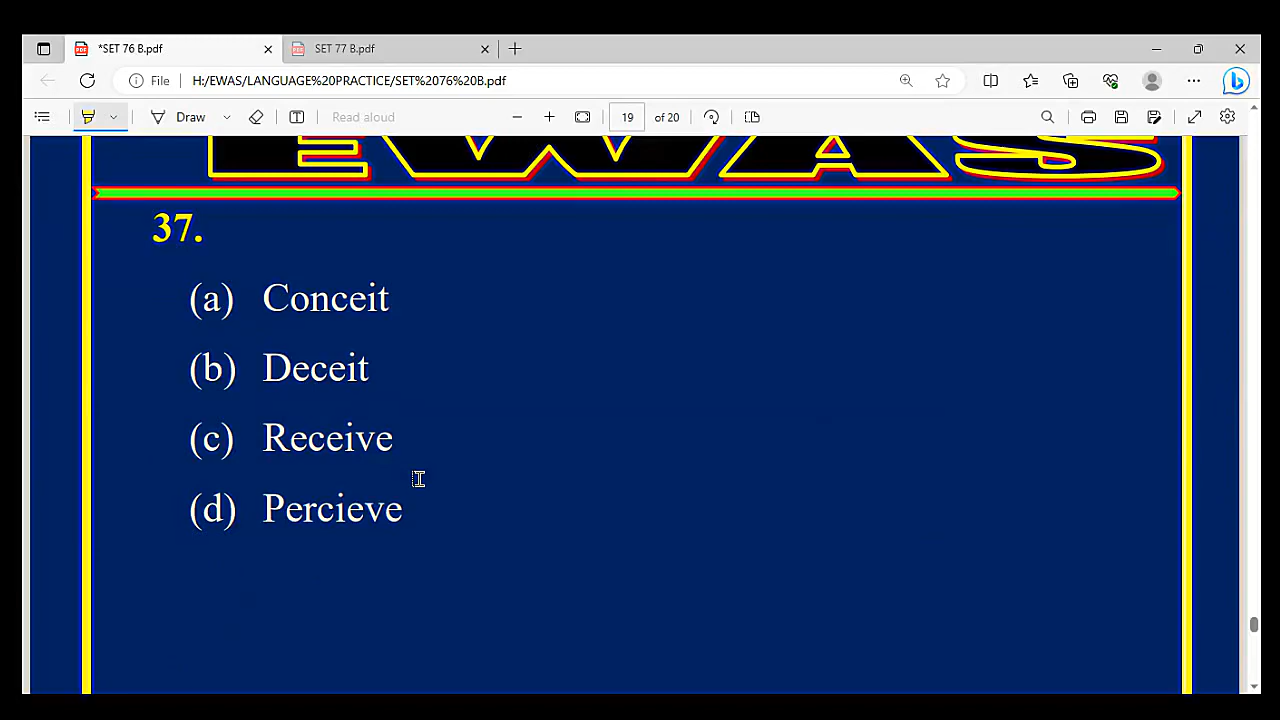 *SET 76 B.pdf
SET 77 B.pdf
File H:/EWAS/LANGUAGE%20PRACTICE/SET%2076%20B.pdf
Draw
Read aloud
19 of 20
EWAS
37.
(a) Conceit
(b) Deceit
(c) Receive
(d) Percieve